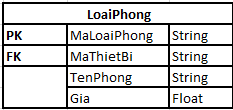 LoaiPhong
PK MaLoaiPhong String
FK MaThietBi String
TenPhong String
Gia Float